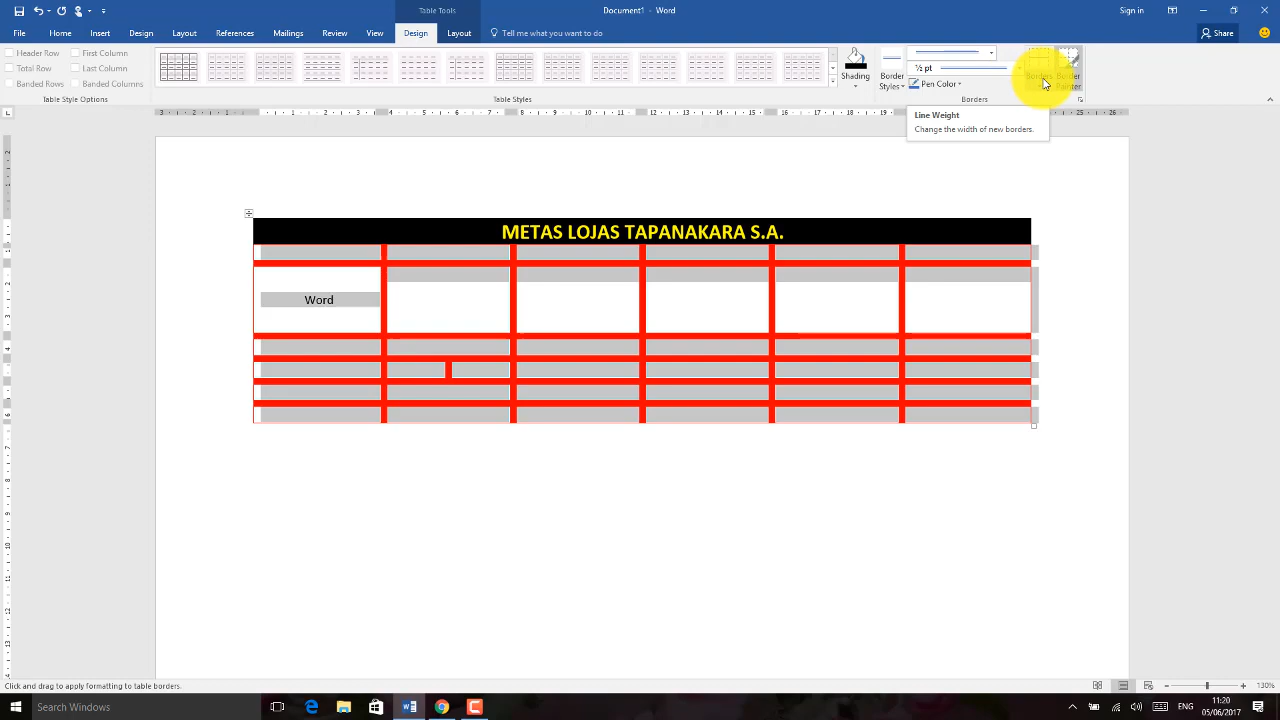 Table Tools
Document1 - Word
Sign in
File
Home
Insert
Design
Layout
References
Mailings
Review
View
Design
Layout
Tell me what you want to do
Share
Header Row
First Column
Total Row
Last Column
Banded Rows
Banded Columns
Table Style Options
Table Styles
Shading
Border
Styles
½ pt
Pen Color
Borders
Border
Painter
Borders
Line Weight
Change the width of new borders.
METAS LOJAS TAPANAKARA S.A.
Word
Click and drag to apply formatting to table borders.
130%
Search Windows
11:20
05/06/2017